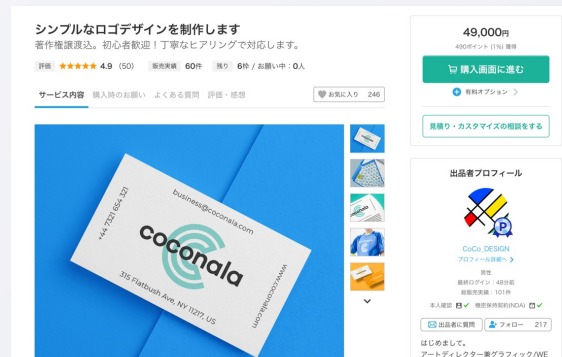 シンプルなロゴデザインを制作します
著作権譲渡込。初心者歓迎！丁寧なヒアリングで対応します。
評価 ★★★★★ 4.9 (50) 販売実績 60件 残り 6枠 / お願い中：0人
サービス内容 購入時のお願い よくある質問 評価・感想
お気に入り 246
+44 7321 654 321
business@coconala.com
coconala
315 Flatbush Ave, NY 11217, US
www.coconala.com
49,000円
490ポイント (1%) 獲得
購入画面に進む
有料オプション
見積り・カスタマイズの相談をする
出品者プロフィール
CoCo_DESIGN
プロフィール詳細へ
男性
最終ログイン：48分前
総販売実績：101件
本人確認 機密保持契約(NDA)
出品者に質問 フォロー 217
はじめまして。
アートディレクター兼グラフィック/WE